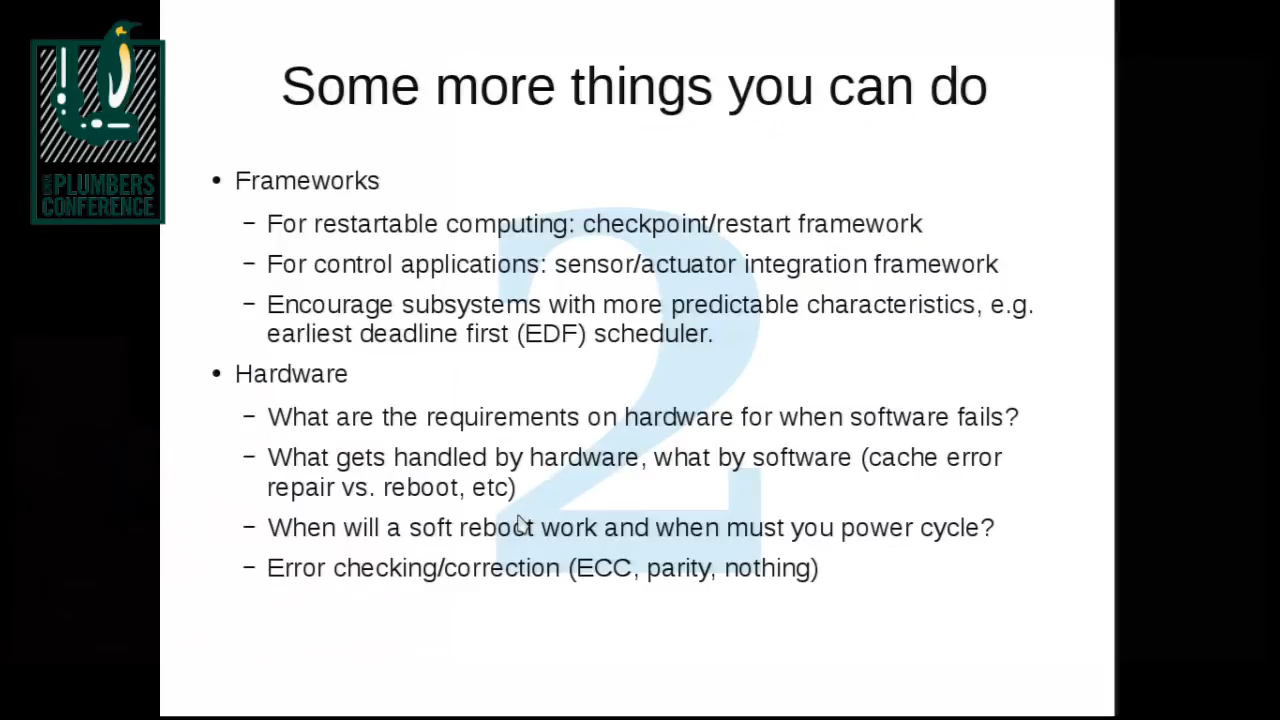 Some more things you can do
• Frameworks
– For restartable computing: checkpoint/restart framework
– For control applications: sensor/actuator integration framework
– Encourage subsystems with more predictable characteristics, e.g.
earliest deadline first (EDF) scheduler.
• Hardware
– What are the requirements on hardware for when software fails?
– What gets handled by hardware, what by software (cache error
repair vs. reboot, etc)
– When will a soft reboot work and when must you power cycle?
– Error checking/correction (ECC, parity, nothing)
2
PLUMBERS
CONFERENCE